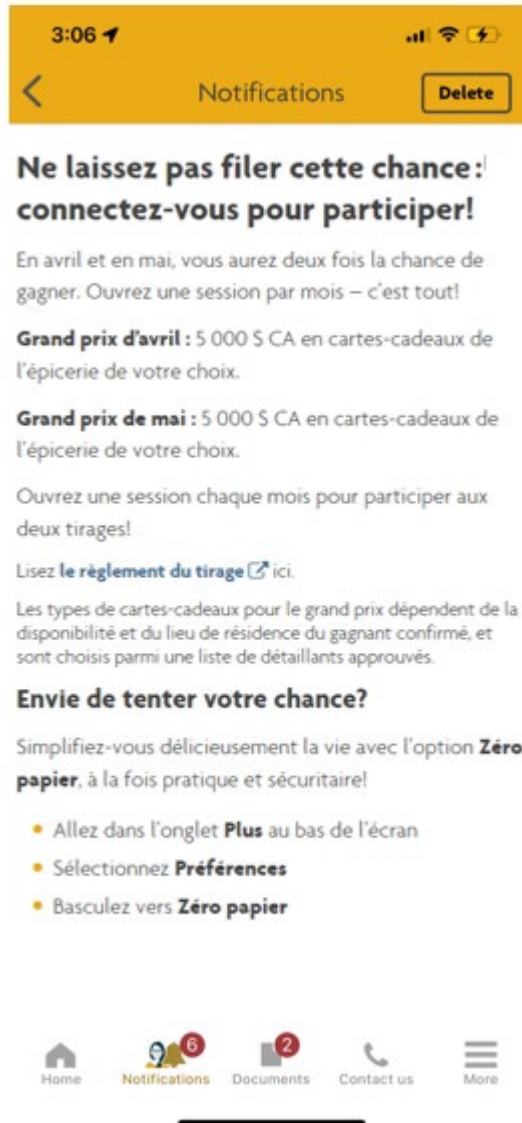 3:06
Notifications
Delete
Ne laissez pas filer cette chance :
connectez-vous pour participer!
En avril et en mai, vous aurez deux fois la chance de
gagner. Ouvrez une session par mois – c'est tout!
Grand prix d'avril : 5 000 $ CA en cartes-cadeaux de
l'épicerie de votre choix.
Grand prix de mai : 5 000 $ CA en cartes-cadeaux de
l'épicerie de votre choix.
Ouvrez une session chaque mois pour participer aux
deux tirages!
Lisez le règlement du tirage ici.
Les types de cartes-cadeaux pour le grand prix dépendent de la
disponibilité et du lieu de résidence du gagnant confirmé, et
sont choisis parmi une liste de détaillants approuvés.
Envie de tenter votre chance?
Simplifiez-vous délicieusement la vie avec l'option Zéro
papier, à la fois pratique et sécuritaire!
• Allez dans l'onglet Plus au bas de l'écran
• Sélectionnez Préférences
• Basculez vers Zéro papier
6
2
Home Notifications Documents Contact us More